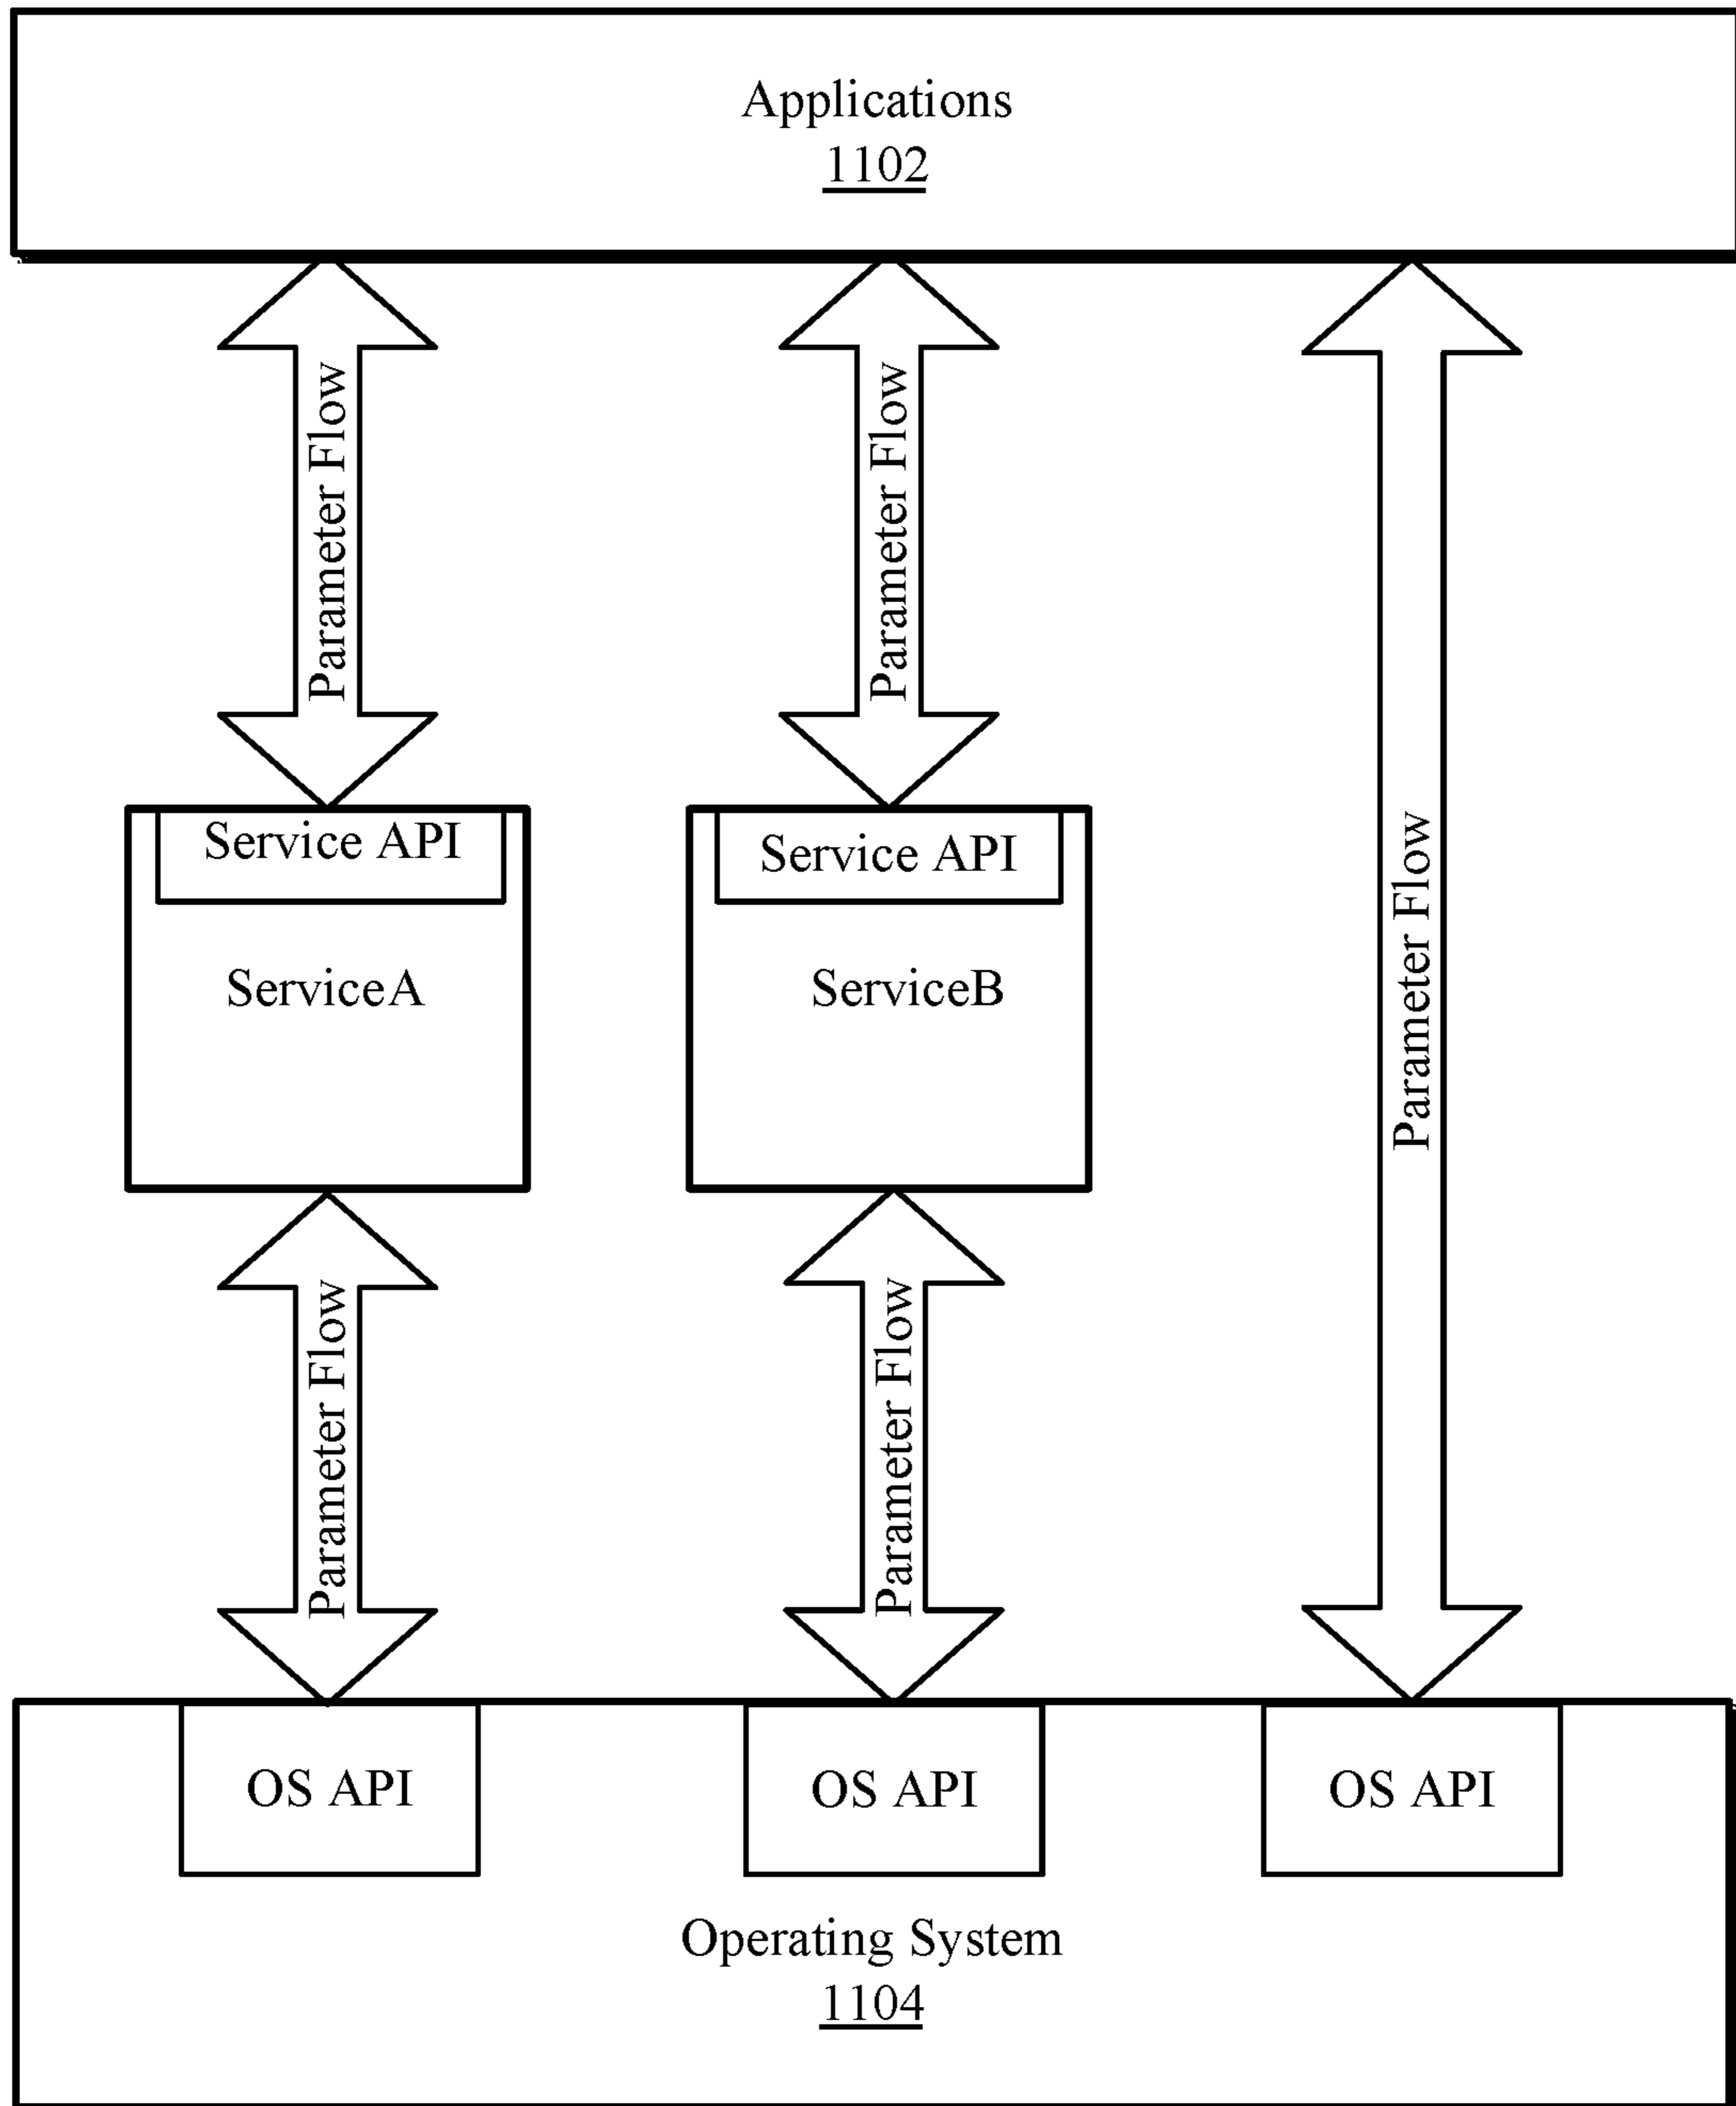 Applications
1102
Parameter Flow
Parameter Flow
Parameter Flow
Service API
Service API
ServiceA
ServiceB
Parameter Flow
Parameter Flow
OS API
OS API
OS API
Operating System
1104